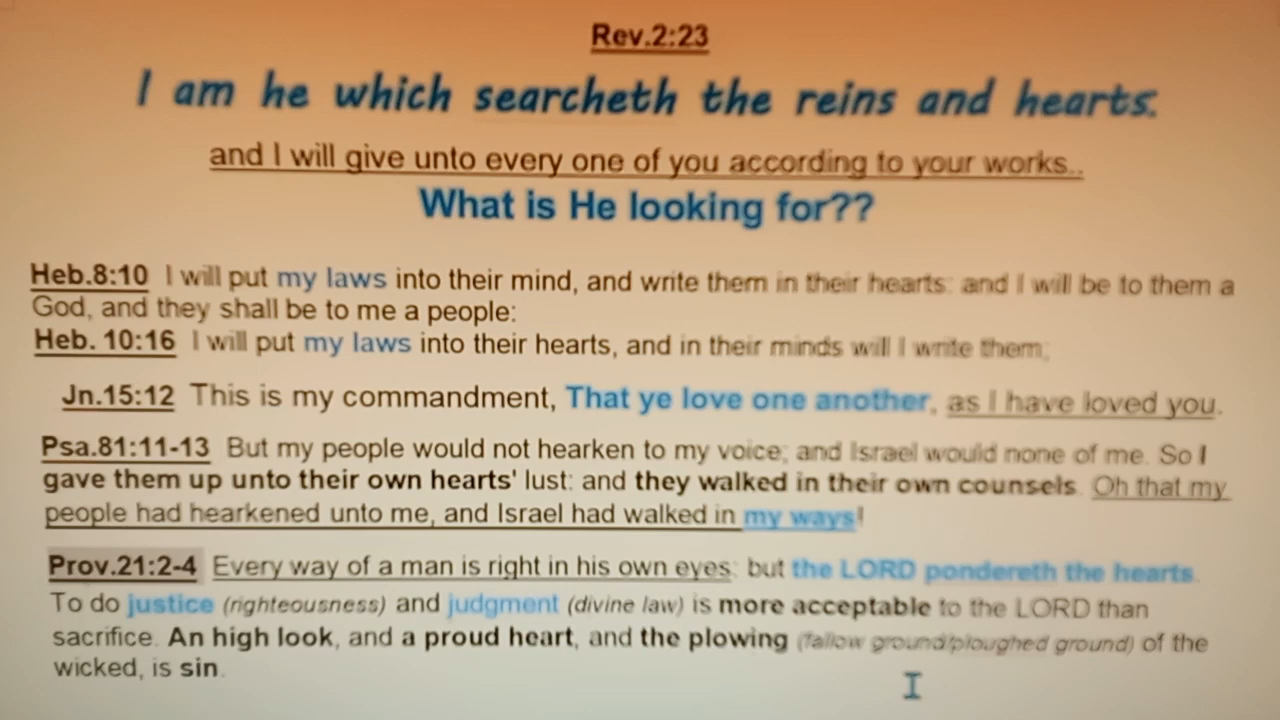 Rev.2:23
I am he which searcheth the reins and hearts:
and I will give unto every one of you according to your works..
What is He looking for??
Heb.8:10 I will put my laws into their mind, and write them in their hearts: and I will be to them a
God, and they shall be to me a people:
Heb. 10:16 I will put my laws into their hearts, and in their minds will I write them;
Jn.15:12 This is my commandment, That ye love one another, as I have loved you.
Psa.81:11-13 But my people would not hearken to my voice; and Israel would none of me. So I
gave them up unto their own hearts' lust: and they walked in their own counsels. Oh that my
people had hearkened unto me, and Israel had walked in my ways!
Prov.21:2-4 Every way of a man is right in his own eyes: but the LORD pondereth the hearts.
To do justice (righteousness) and judgment (divine law) is more acceptable to the LORD than
sacrifice. An high look, and a proud heart, and the plowing (fallow ground/ploughed ground) of the
wicked, is sin.